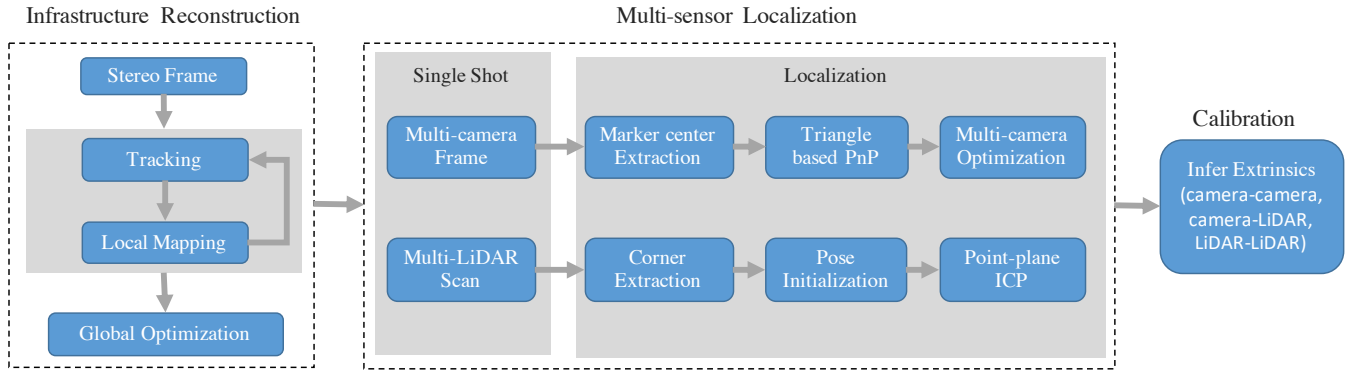 Infrastructure Reconstruction
Stereo Frame
Tracking
Local Mapping
Global Optimization
Multi-sensor Localization
Single Shot
Multi-camera
Frame
Multi-LiDAR
Scan
Localization
Marker center
Extraction
Triangle
based PnP
Multi-camera
Optimization
Corner
Extraction
Pose
Initialization
Point-plane
ICP
Calibration
Infer Extrinsics
(camera-camera,
camera-LiDAR,
LiDAR-LiDAR)